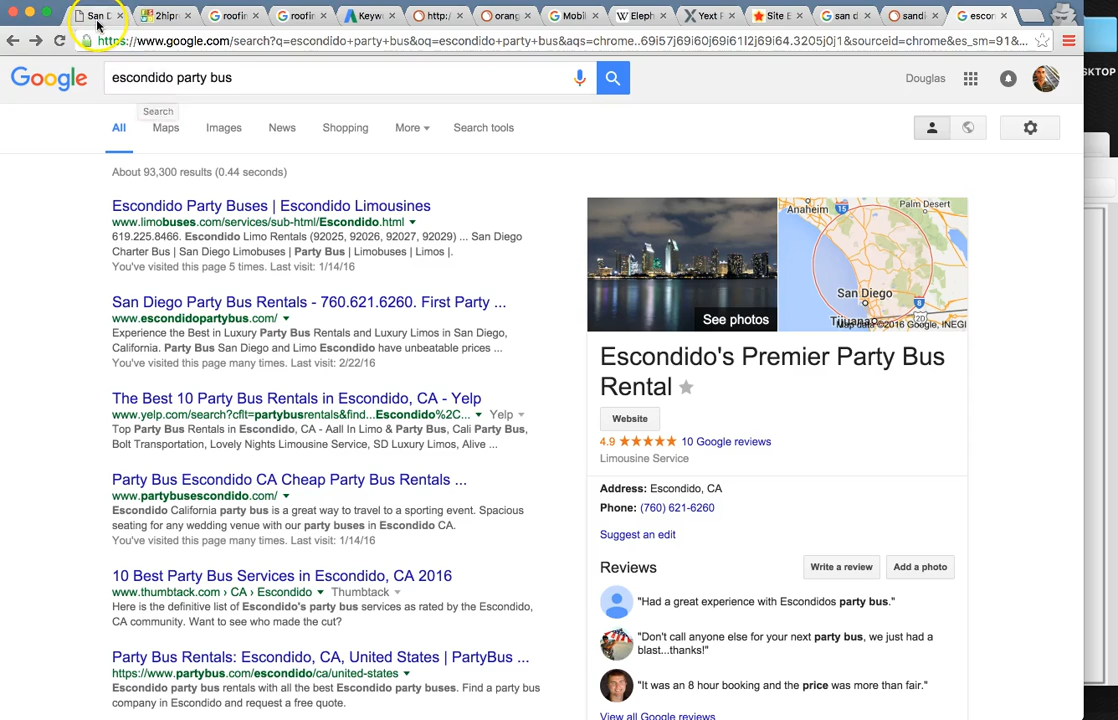 San D
2hipr
roofin
roofin
Keyw
http:/
orang
Mobil
W Eleph
Yext F
Site E
san d
sandi
escon
https://www.google.com/search?q=escondido+party+bus&oq=escondido+party+bus&aqs=chrome..69i57j69i60j69i61l2j69i64.3205j0j1&sourceid=chrome&es_sm=91&...
Google
escondido party bus
Douglas
KTOP
Search
All Maps Images News Shopping More Search tools
About 93,300 results (0.44 seconds)
Escondido Party Buses | Escondido Limousines
www.limobuses.com/services/sub-html/Escondido.html
619.225.8466. Escondido Limo Rentals (92025, 92026, 92027, 92029) ... San Diego
Charter Bus | San Diego Limobuses | Party Bus | Limobuses | Limos |.
You've visited this page 5 times. Last visit: 1/14/16
San Diego Party Bus Rentals - 760.621.6260. First Party ...
www.escondidopartybus.com/
Experience the Best in Luxury Party Bus Rentals and Luxury Limos in San Diego,
California. Party Bus San Diego and Limo Escondido have unbeatable prices ...
You've visited this page many times. Last visit: 2/22/16
The Best 10 Party Bus Rentals in Escondido, CA - Yelp
www.yelp.com/search?cflt=partybusrentals&find...Escondido%2C... Yelp
Top Party Bus Rentals in Escondido, CA - Aall In Limo & Party Bus, Cali Party Bus,
Bolt Transportation, Lovely Nights Limousine Service, SD Luxury Limos, Alive ...
Party Bus Escondido CA Cheap Party Bus Rentals ...
www.partybusescondido.com/
Escondido California party bus is a great way to travel to a sporting event. Spacious
seating for any wedding venue with our party buses in Escondido CA.
You've visited this page many times. Last visit: 1/14/16
10 Best Party Bus Services in Escondido, CA 2016
www.thumbtack.com › CA › Escondido Thumbtack
Here is the definitive list of Escondido's party bus services as rated by the Escondido,
CA community. Want to see who made the cut?
Party Bus Rentals: Escondido, CA, United States | PartyBus ...
https://www.partybus.com/escondido/ca/united-states
Escondido party bus rentals with all the best Escondido party buses. Find a party bus
company in Escondido and request a free quote.
See photos
Anaheim
15
Palm Desert
San Diego
8
Tijuana
Map data ©2016 Google, INEGI
Escondido's Premier Party Bus
Rental
Website
4.9 10 Google reviews
Limousine Service
Address: Escondido, CA
Phone: (760) 621-6260
Suggest an edit
Reviews
Write a review
Add a photo
"Had a great experience with Escondidos party bus."
"Don't call anyone else for your next party bus, we just had a
blast...thanks!"
"It was an 8 hour booking and the price was more than fair."
View all Google reviews